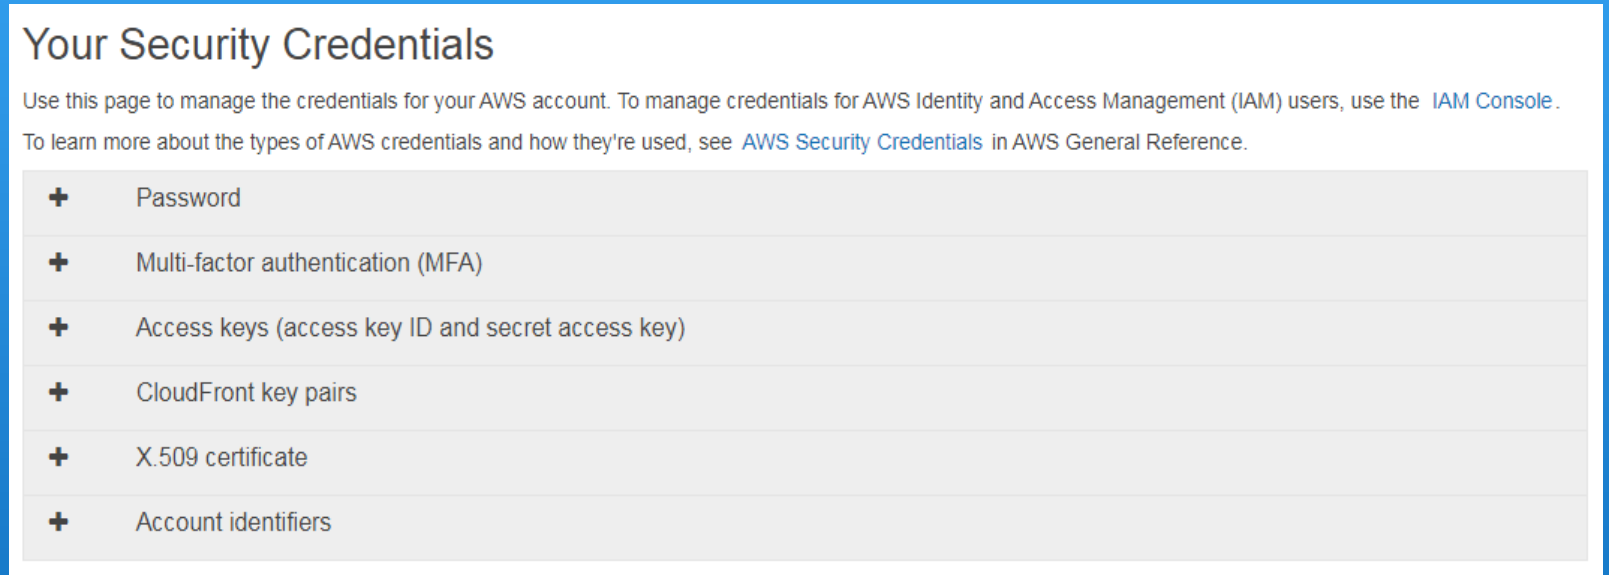 Your Security Credentials
Use this page to manage the credentials for your AWS account. To manage credentials for AWS Identity and Access Management (IAM) users, use the IAM Console.
To learn more about the types of AWS credentials and how they're used, see AWS Security Credentials in AWS General Reference.
Password
Multi-factor authentication (MFA)
Access keys (access key ID and secret access key)
CloudFront key pairs
X.509 certificate
Account identifiers